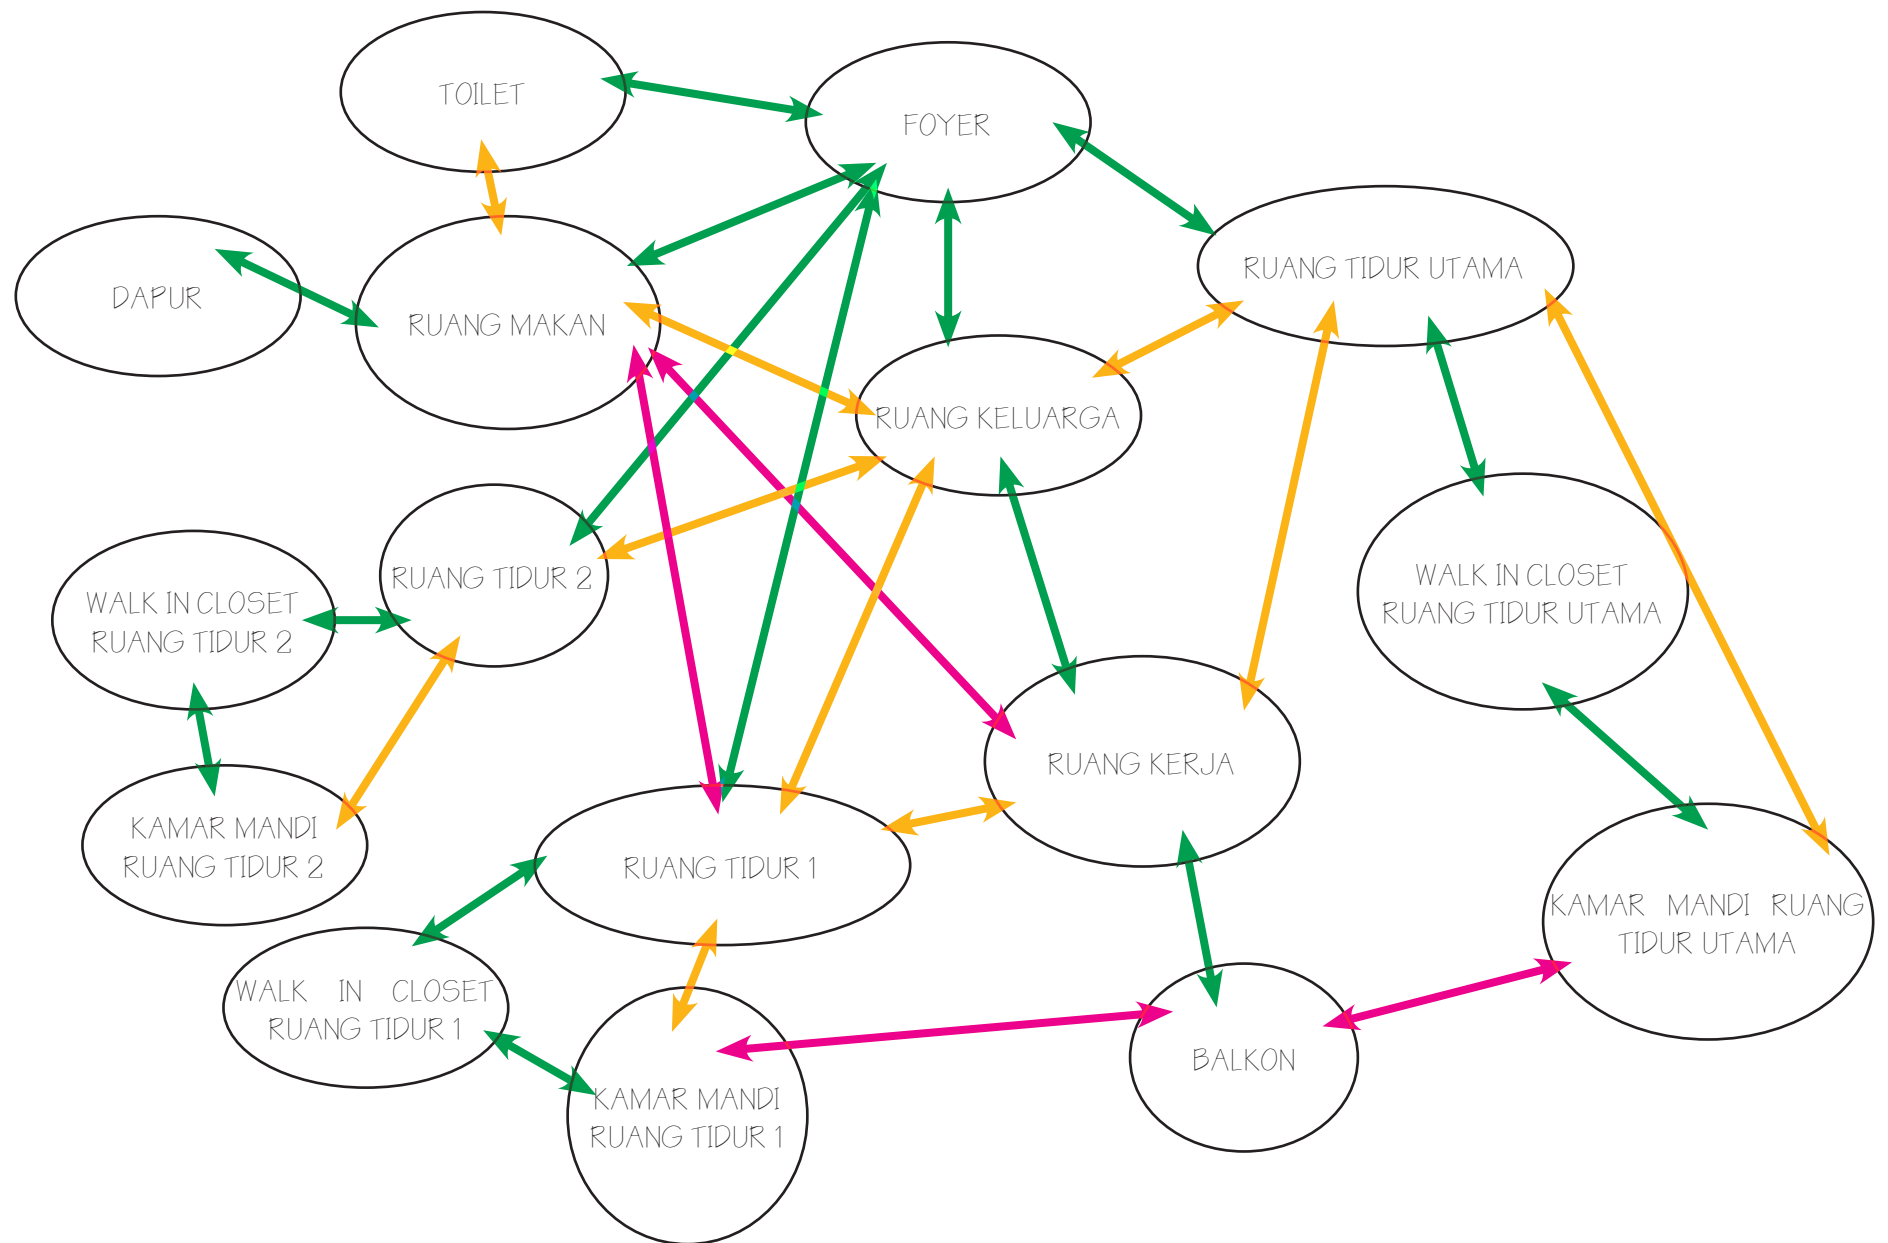 TOILET
FOYER
RUANG TIDUR UTAMA
DAPUR
RUANG MAKAN
RUANG KELUARGA
RUANG TIDUR 2
WALK IN CLOSET
RUANG TIDUR 2
WALK IN CLOSET
RUANG TIDUR UTAMA
KAMAR MANDI
RUANG TIDUR 2
RUANG KERJA
RUANG TIDUR 1
KAMAR MANDI RUANG
TIDUR UTAMA
WALK IN CLOSET
RUANG TIDUR 1
BALKON
KAMAR MANDI
RUANG TIDUR 1